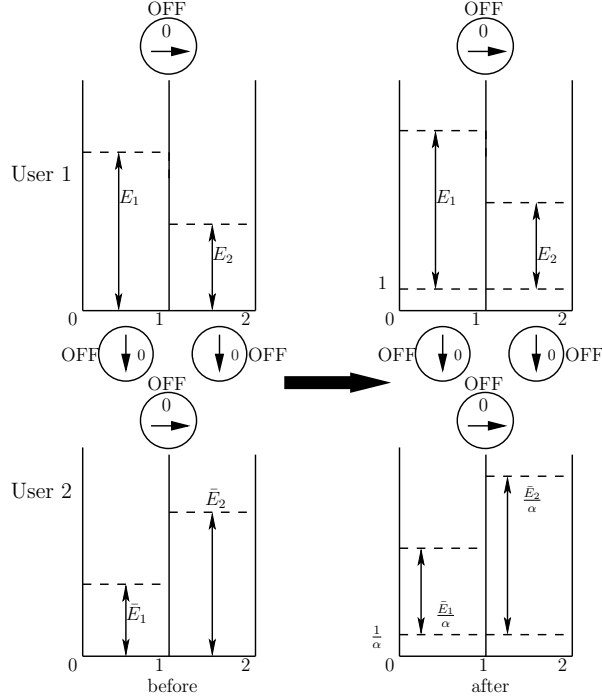 OFF
0
OFF
0
User 1
E₁
E₂
E₁
E₂
1
0
1
2
0
1
2
OFF
0
0
OFF
OFF
0
0
OFF
OFF
0
OFF
0
User 2
Ē₂
Ē₁
Ē₂/α
Ē₁/α
1/α
0
1
2
0
1
2
before
after